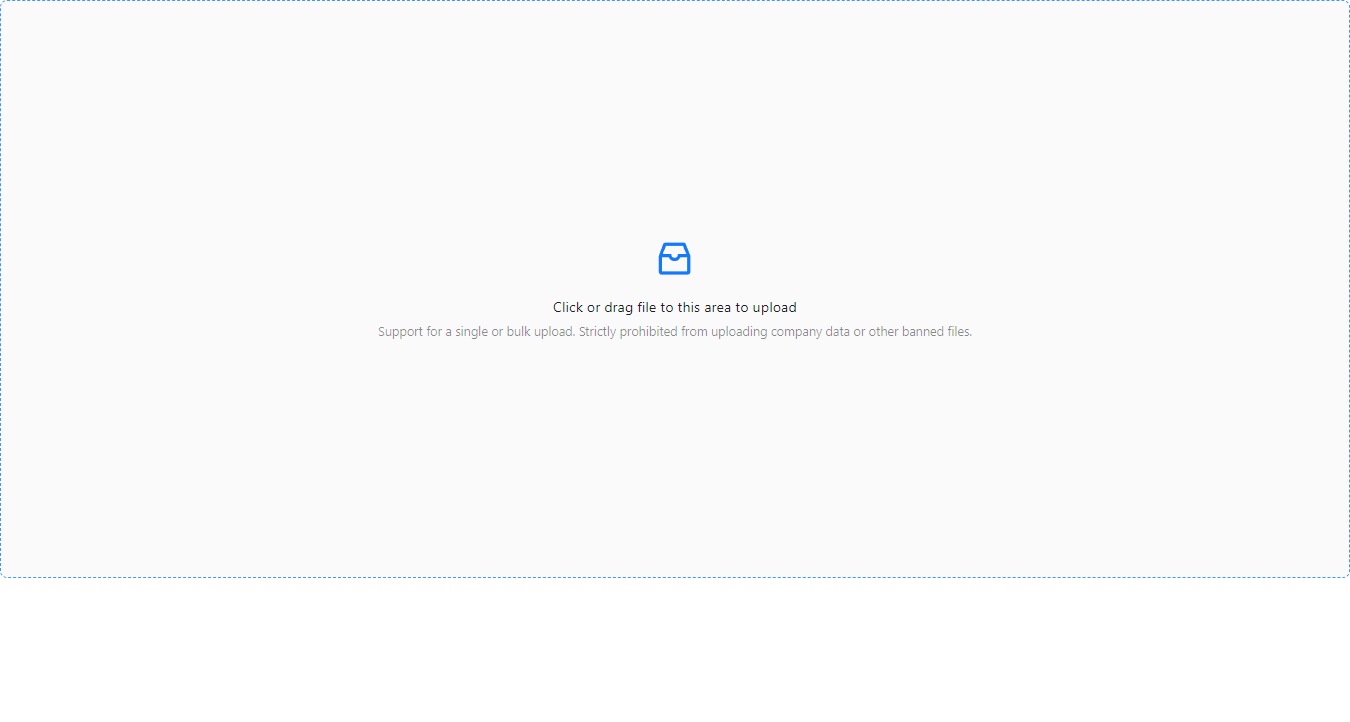 Click or drag file to this area to upload
Support for a single or bulk upload. Strictly prohibited from uploading company data or other banned files.